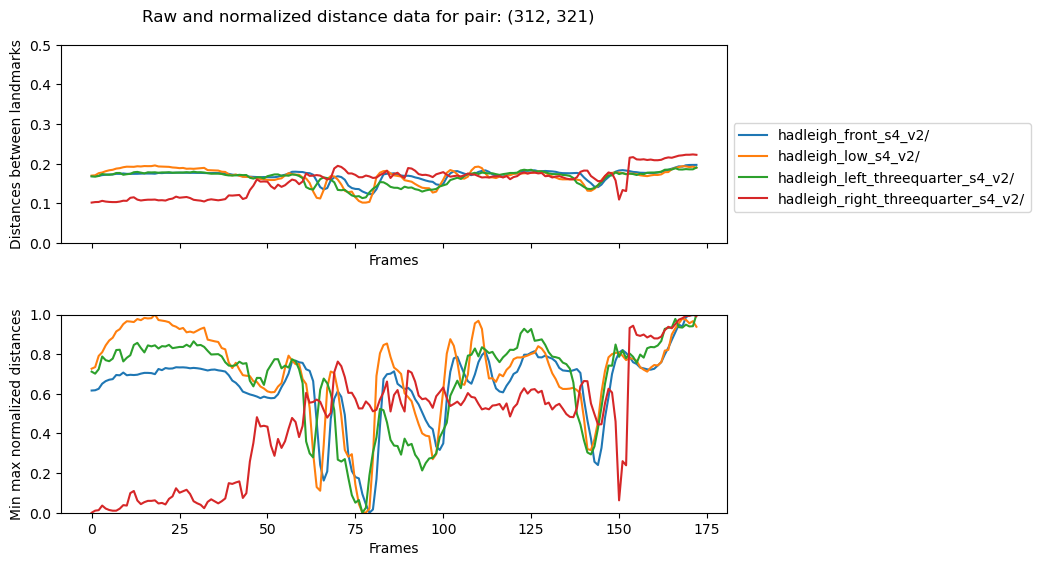 Raw and normalized distance data for pair: (312, 321)
Distances between landmarks
0.5
0.4
0.3
0.2
0.1
0.0
Frames
hadleigh_front_s4_v2/
hadleigh_low_s4_v2/
hadleigh_left_threequarter_s4_v2/
hadleigh_right_threequarter_s4_v2/
Min max normalized distances
1.0
0.8
0.6
0.4
0.2
0.0
0 25 50 75 100 125 150 175
Frames